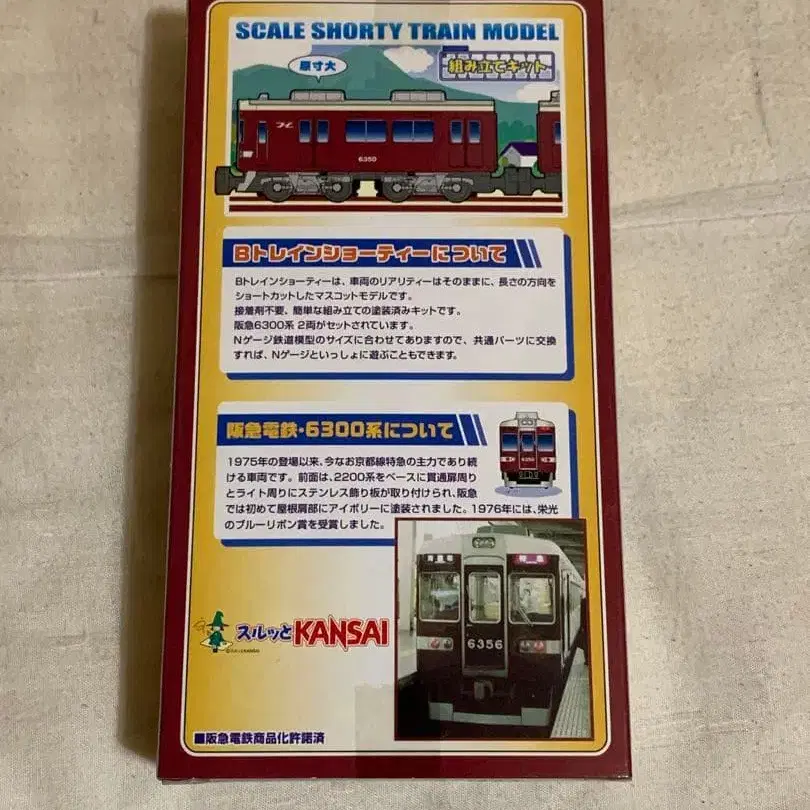 SCALE SHORTY TRAIN MODEL
原寸大
組み立てキット
6350
Bトレインショーティーについて
Bトレインショーティーは、車両のリアリティーはそのままに、長さの方向を
ショートカットしたマスコットモデルです。
接着剤不要、簡単な組み立ての塗装済みキットです。
阪急6300系 2両がセットされています。
Nゲージ鉄道模型のサイズに合わせてありますので、共通パーツに交換
すれば、Nゲージといっしょに遊ぶこともできます。
阪急電鉄・6300系について
1975年の登場以来、今なお京都線特急の主力であり続
ける車両です。前面は、2200系をベースに貫通扉周り
とライト周りにステンレス飾り板が取り付けられ、阪急
では初めて屋根肩部にアイボリーに塗装されました。1976年には、栄光
のブルーリボン賞を受賞しました。
6350
特急
6356
スルッとKANSAI
©スルッとKANSAI
■阪急電鉄商品化許諾済